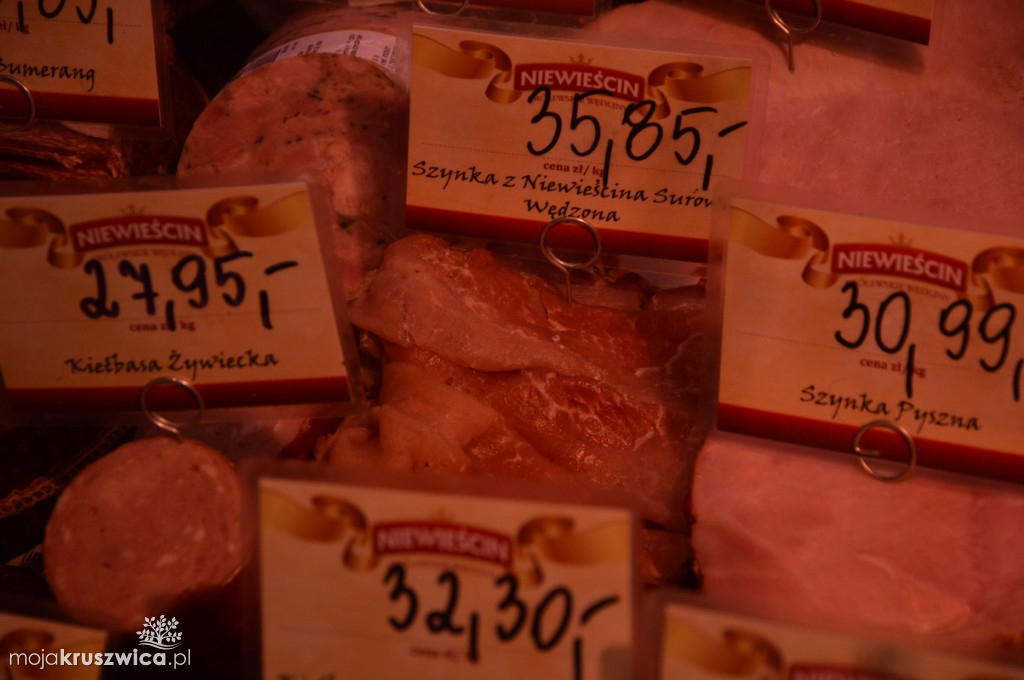 Bumerang
NIEWIEŚCIN
35,85,-
cena zł/ kg
Szynka z Niewieścina Surów
Wędzona
NIEWIEŚCIN
27,95,-
cena zł/ kg
Kiełbasa Żywiecka
NIEWIEŚCIN
30,99,
cena zł/ kg
Szynka Pyszna
NIEWIEŚCIN
32,30,-
mojakruszwica.pl